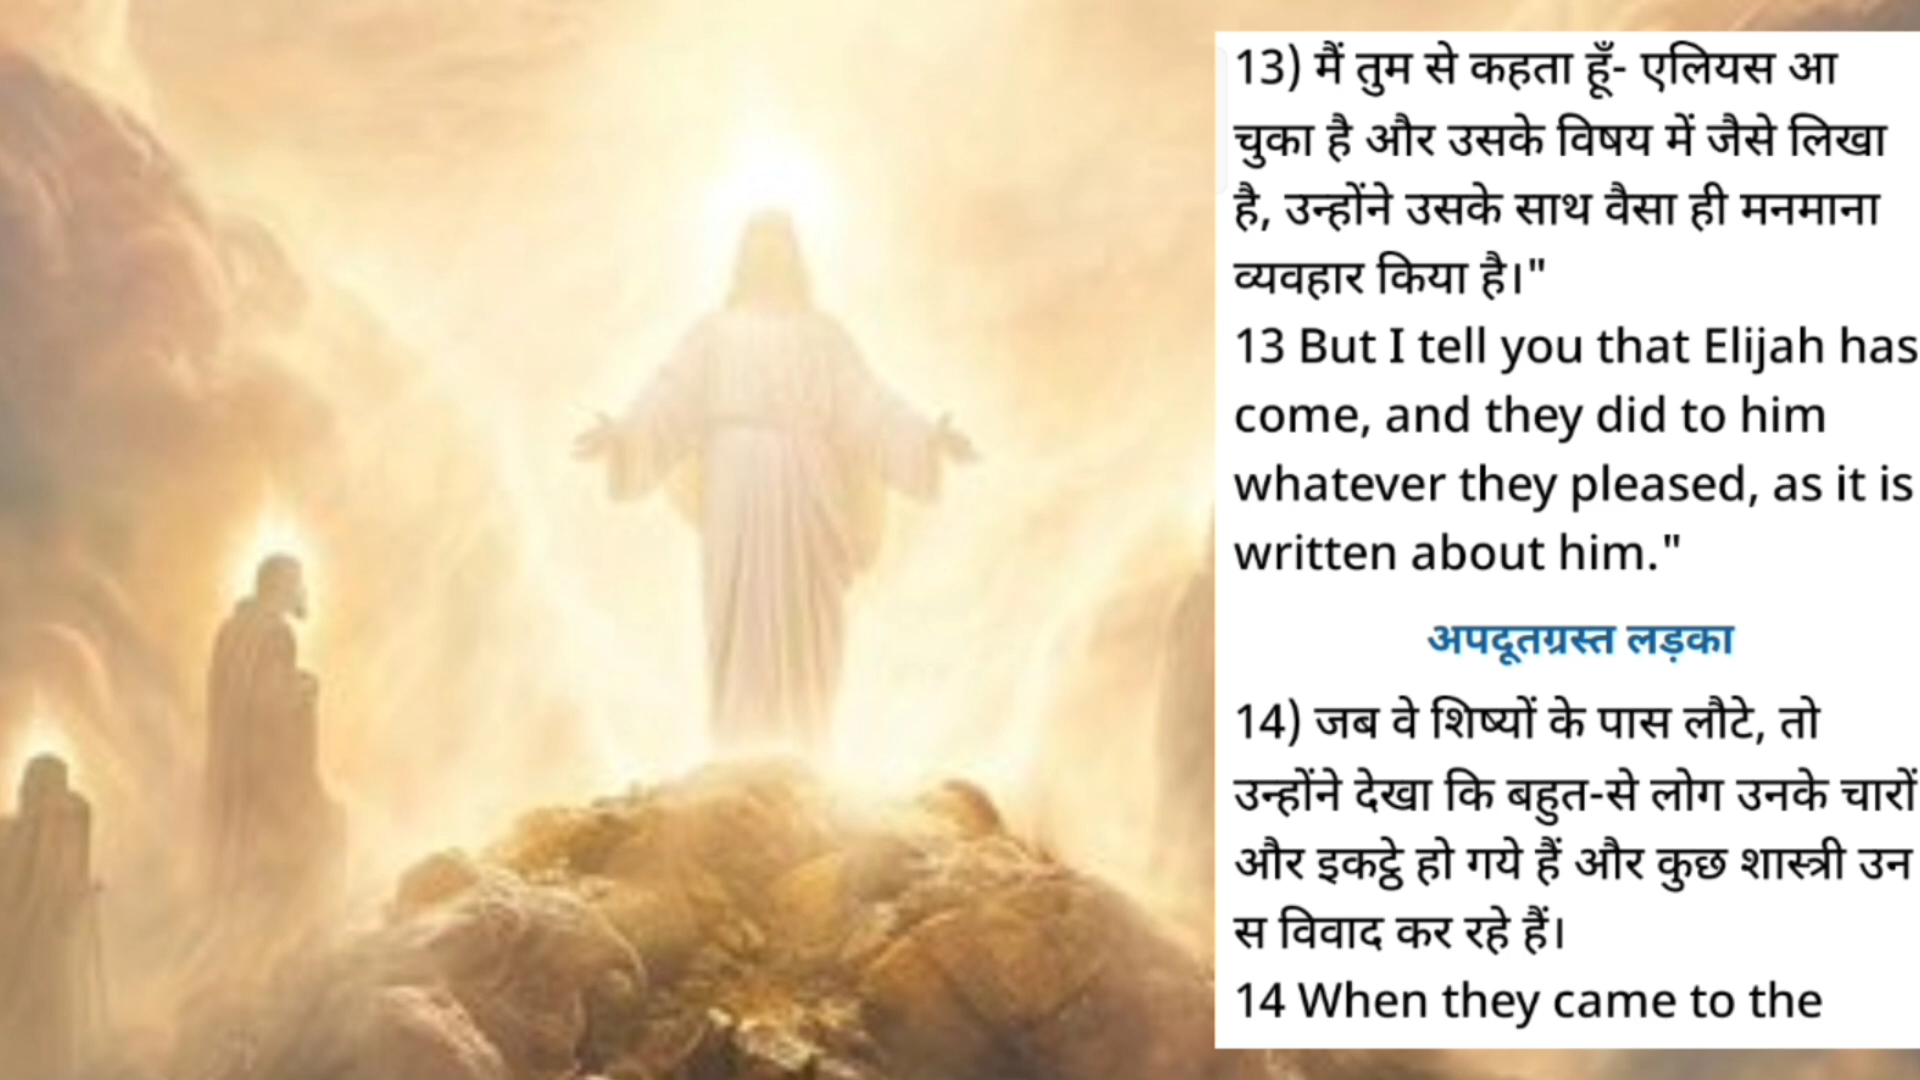 13) मैं तुम से कहता हूँ- एलियस आ
चुका है और उसके विषय में जैसे लिखा
है, उन्होंने उसके साथ वैसा ही मनमाना
व्यवहार किया है।"
13 But I tell you that Elijah has
come, and they did to him
whatever they pleased, as it is
written about him."
अपदूतग्रस्त लड़का
14) जब वे शिष्यों के पास लौटे, तो
उन्होंने देखा कि बहुत-से लोग उनके चारों
और इकट्ठे हो गये हैं और कुछ शास्त्री उन
स विवाद कर रहे हैं।
14 When they came to the